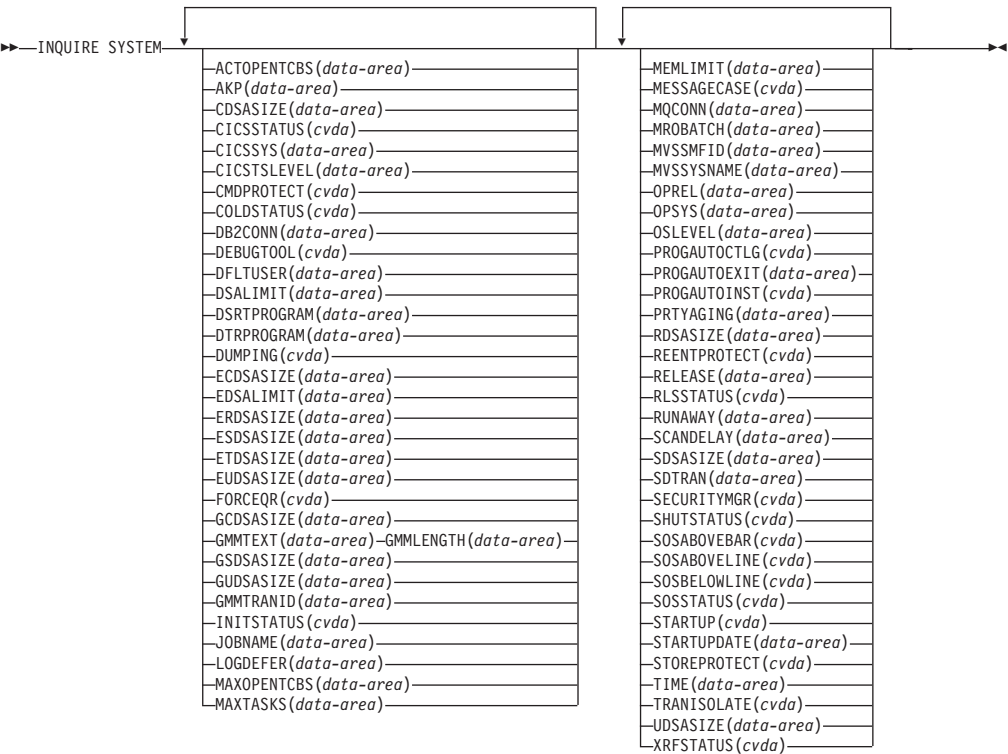 INQUIRE SYSTEM
ACTOPENTCBS(data-area)
AKP(data-area)
CDSASIZE(data-area)
CICSSTATUS(cvda)
CICSSYS(data-area)
CICSTSLEVEL(data-area)
CMDPROTECT(cvda)
COLDSTATUS(cvda)
DB2CONN(data-area)
DEBUGTOOL(cvda)
DFLTUSER(data-area)
DSALIMIT(data-area)
DSRTPROGRAM(data-area)
DTRPROGRAM(data-area)
DUMPING(cvda)
ECDSASIZE(data-area)
EDSALIMIT(data-area)
ERDSASIZE(data-area)
ESDSASIZE(data-area)
ETDSASIZE(data-area)
EUDSASIZE(data-area)
FORCEQR(cvda)
GCDSASIZE(data-area)
GMMTEXT(data-area) GMMLENGTH(data-area)
GSDSASIZE(data-area)
GUDSASIZE(data-area)
GMMTRANID(data-area)
INITSTATUS(cvda)
JOBNAME(data-area)
LOGDEFER(data-area)
MAXOPENTCBS(data-area)
MAXTASKS(data-area)
MEMLIMIT(data-area)
MESSAGECASE(cvda)
MQCONN(data-area)
MROBATCH(data-area)
MVSSMFID(data-area)
MVSSYSNAME(data-area)
OPREL(data-area)
OPSYS(data-area)
OSLEVEL(data-area)
PROGAUTOCTLG(cvda)
PROGAUTOEXIT(data-area)
PROGAUTOINST(cvda)
PRTYAGING(data-area)
RDSASIZE(data-area)
REENTPROTECT(cvda)
RELEASE(data-area)
RLSSTATUS(cvda)
RUNAWAY(data-area)
SCANDELAY(data-area)
SDSASIZE(data-area)
SDTRAN(data-area)
SECURITYMGR(cvda)
SHUTSTATUS(cvda)
SOSABOVEBAR(cvda)
SOSABOVELINE(cvda)
SOSBELOWLINE(cvda)
SOSSTATUS(cvda)
STARTUP(cvda)
STARTUPDATE(data-area)
STOREPROTECT(cvda)
TIME(data-area)
TRANISOLATE(cvda)
UDSASIZE(data-area)
XRFSTATUS(cvda)